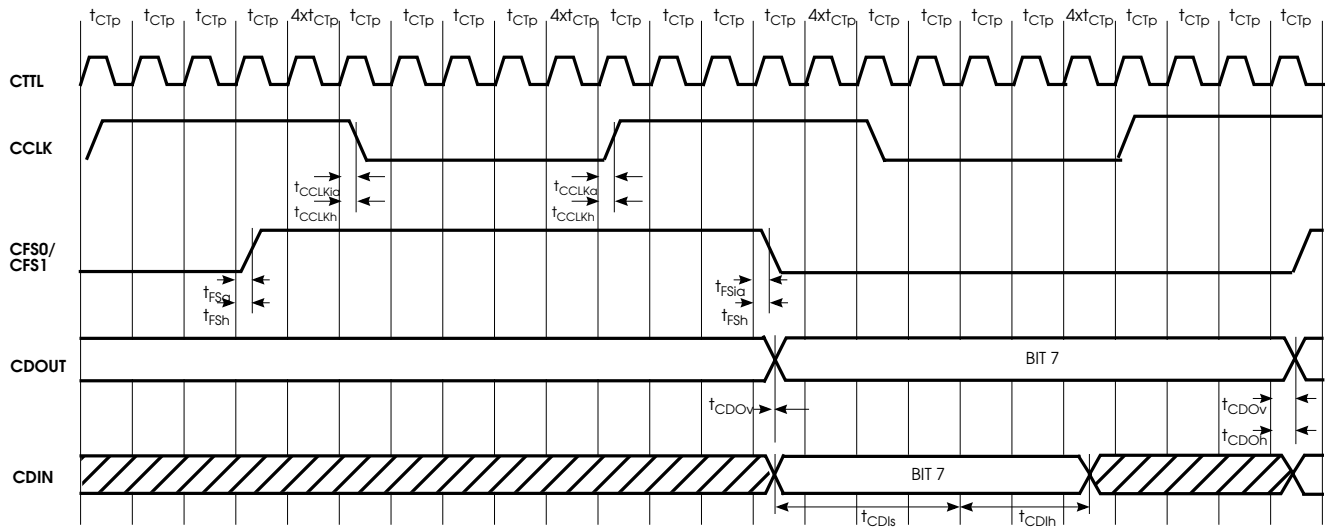 tCTp tCTp tCTp tCTp 4xtCTp tCTp tCTp tCTp tCTp 4xtCTp tCTp tCTp tCTp tCTp 4xtCTp tCTp tCTp tCTp tCTp 4xtCTp tCTp tCTp tCTp tCTp
CTTL
CCLK
tCCLKia
tCCLKh
tCCLKa
tCCLKh
CFS0/
CFS1
tFSa
tFSh
tFSia
tFSh
CDOUT
BIT 7
tCDOv
tCDOv
tCDOh
CDIN
BIT 7
tCDIs
tCDIh